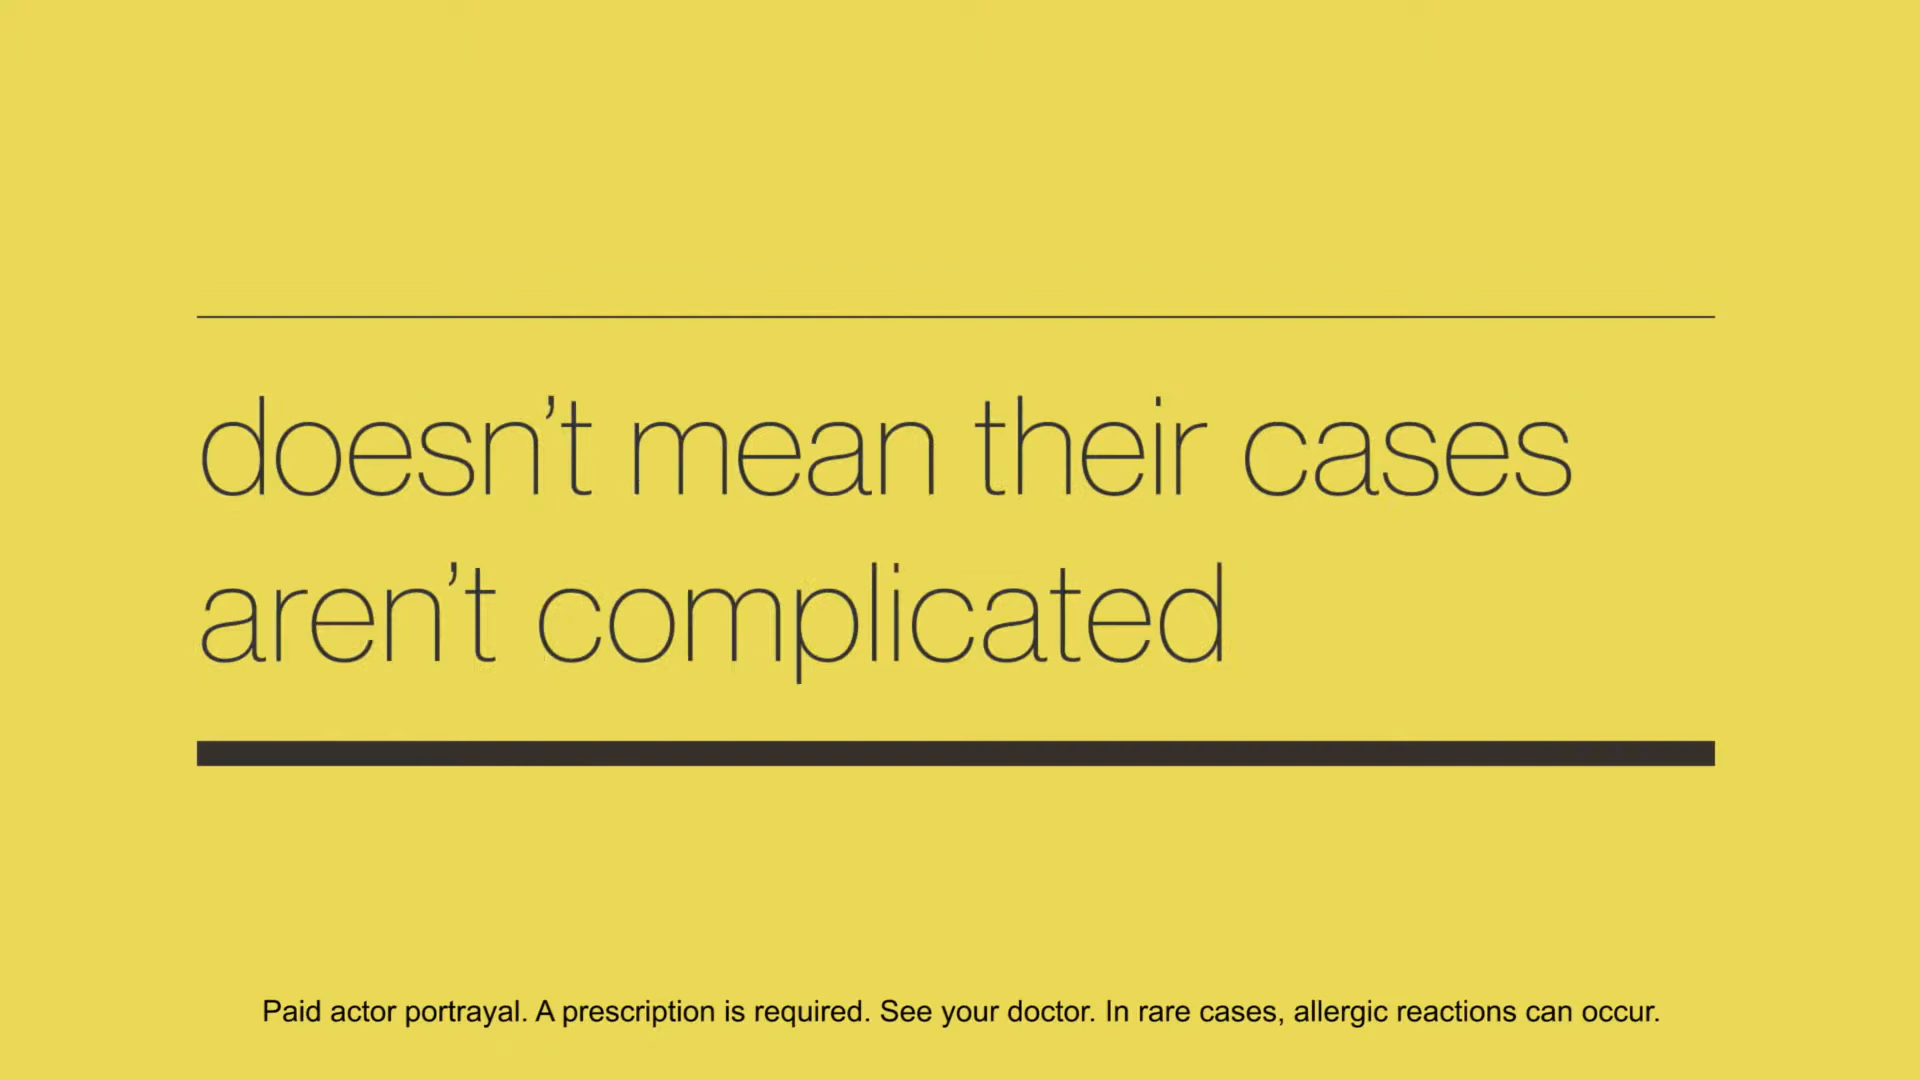 doesn’t mean their cases
aren’t complicated
Paid actor portrayal. A prescription is required. See your doctor. In rare cases, allergic reactions can occur.